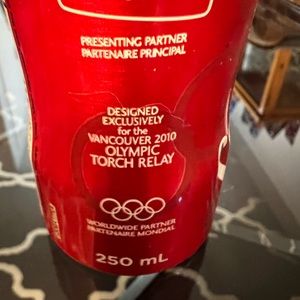 PRESENTING PARTNER
PARTENAIRE PRINCIPAL
DESIGNED
EXCLUSIVELY
for the
VANCOUVER 2010
OLYMPIC
TORCH RELAY
WORLDWIDE PARTNER
PARTENAIRE MONDIAL
250 mL